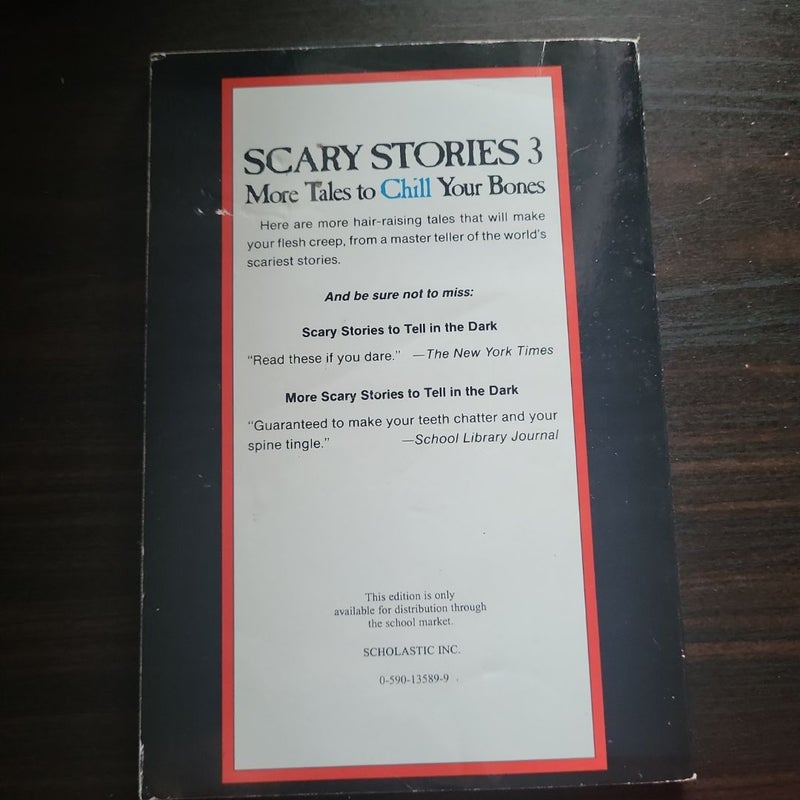 SCARY STORIES 3
More Tales to Chill Your Bones
Here are more hair-raising tales that will make
your flesh creep, from a master teller of the world's
scariest stories.
And be sure not to miss:
Scary Stories to Tell in the Dark
"Read these if you dare." —The New York Times
More Scary Stories to Tell in the Dark
"Guaranteed to make your teeth chatter and your
spine tingle." —School Library Journal
This edition is only
available for distribution through
the school market.
SCHOLASTIC INC.
0-590-13589-9